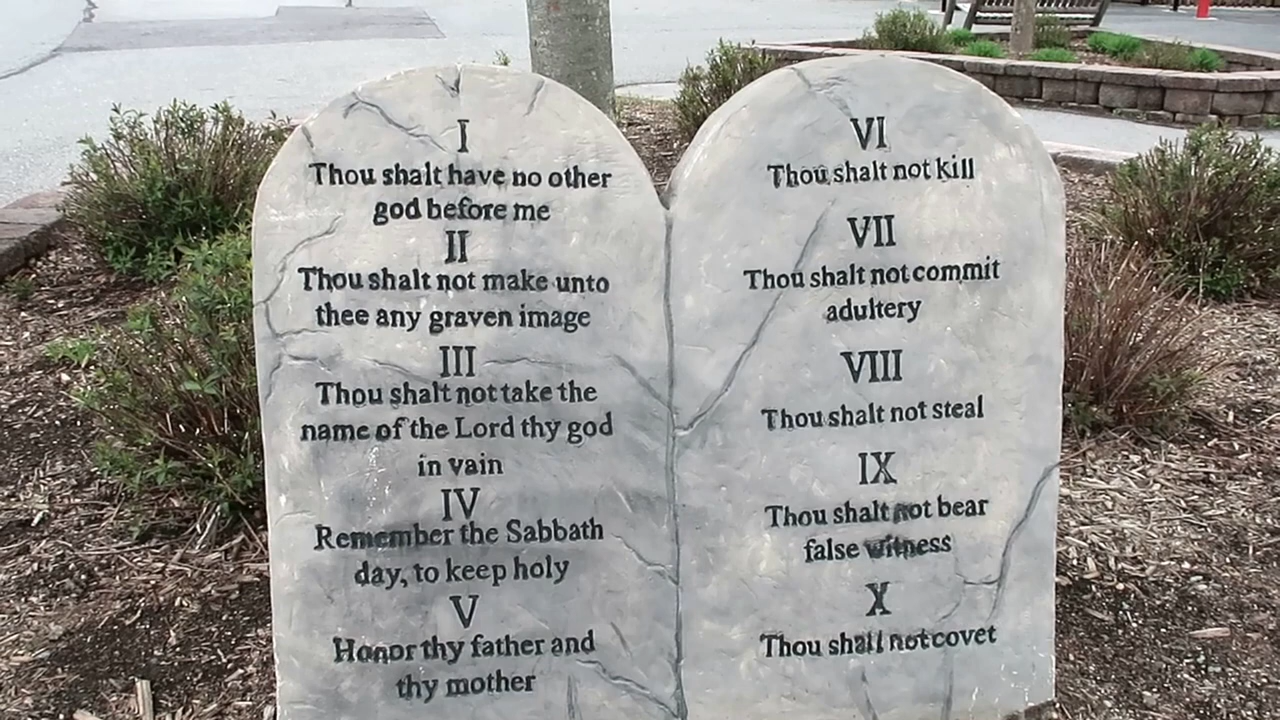 I
Thou shalt have no other
god before me
II
Thou shalt not make unto
thee any graven image
III
Thou shalt not take the
name of the Lord thy god
in vain
IV
Remember the Sabbath
day, to keep holy
V
Honor thy father and
thy mother
VI
Thou shalt not kill
VII
Thou shalt not commit
adultery
VIII
Thou shalt not steal
IX
Thou shalt not bear
false witness
X
Thou shall not covet